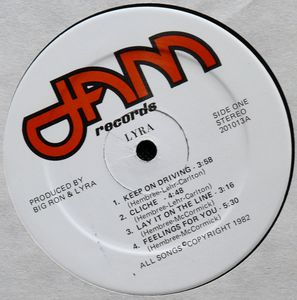 dam
records
LYRA
SIDE ONE
STEREO
201013A
PRODUCED BY
BIG RON & LYRA
1. KEEP ON DRIVING - 3:58
(Hembree-Lehr-Carlton)
2. CLICHE - 4:48
(Hembree-Lehr-Carlton)
3. LAY IT ON THE LINE - 3:16
(Hembree-McCormick)
4. FEELINGS FOR YOU - 5:30
(Hembree-McCormick)
ALL SONGS © COPYRIGHT 1982